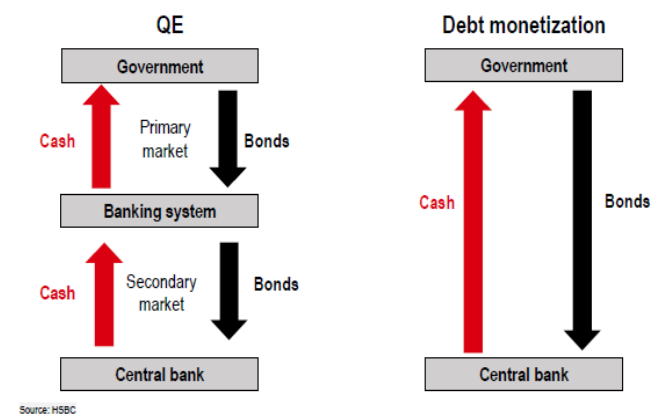 QE
Government
Cash
Primary
market
Bonds
Banking system
Cash
Secondary
market
Bonds
Central bank
Debt monetization
Government
Cash
Bonds
Central bank
Source: HSBC